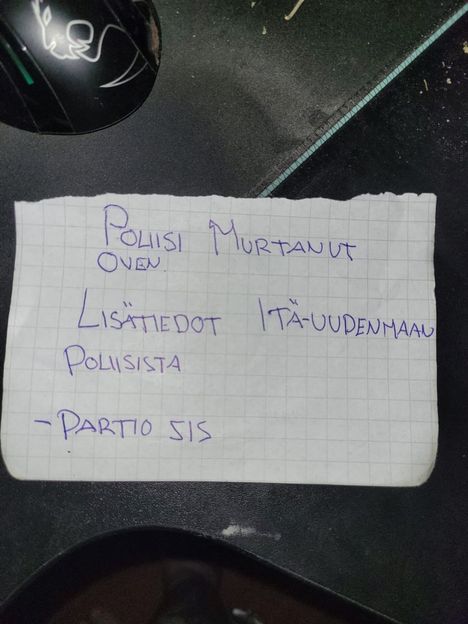 POLIISI MURTANUT
OVEN.
LISÄTIEDOT ITÄ-UUDENMAAN
POLIISISTA
- PARTIO 515